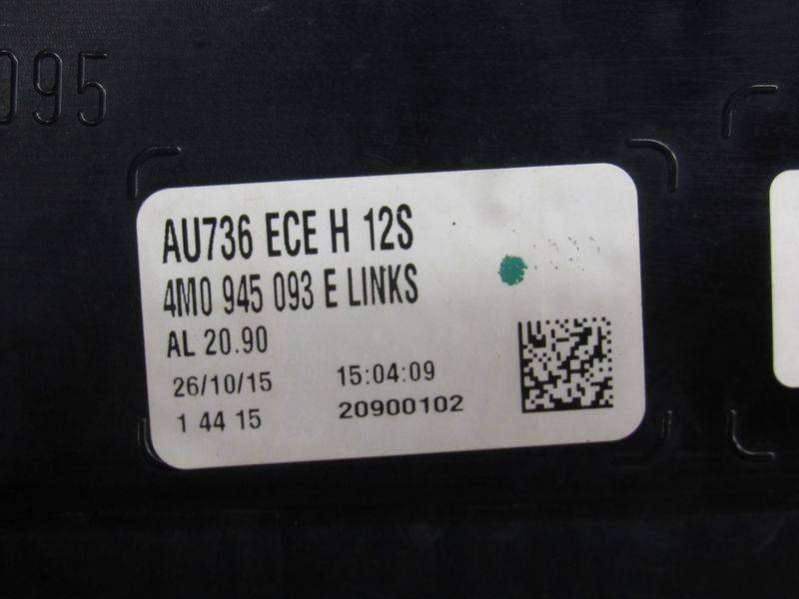 095
AU736 ECE H 12S
4M0 945 093 E LINKS
AL 20.90
26/10/15 15:04:09
1 44 15 20900102